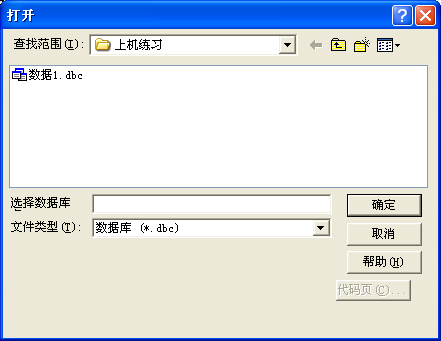 打开
查找范围(I): 上机练习
数据1.dbc
选择数据库
确定
文件类型(T): 数据库 (*.dbc)
取消
帮助(H)
代码页(C)...